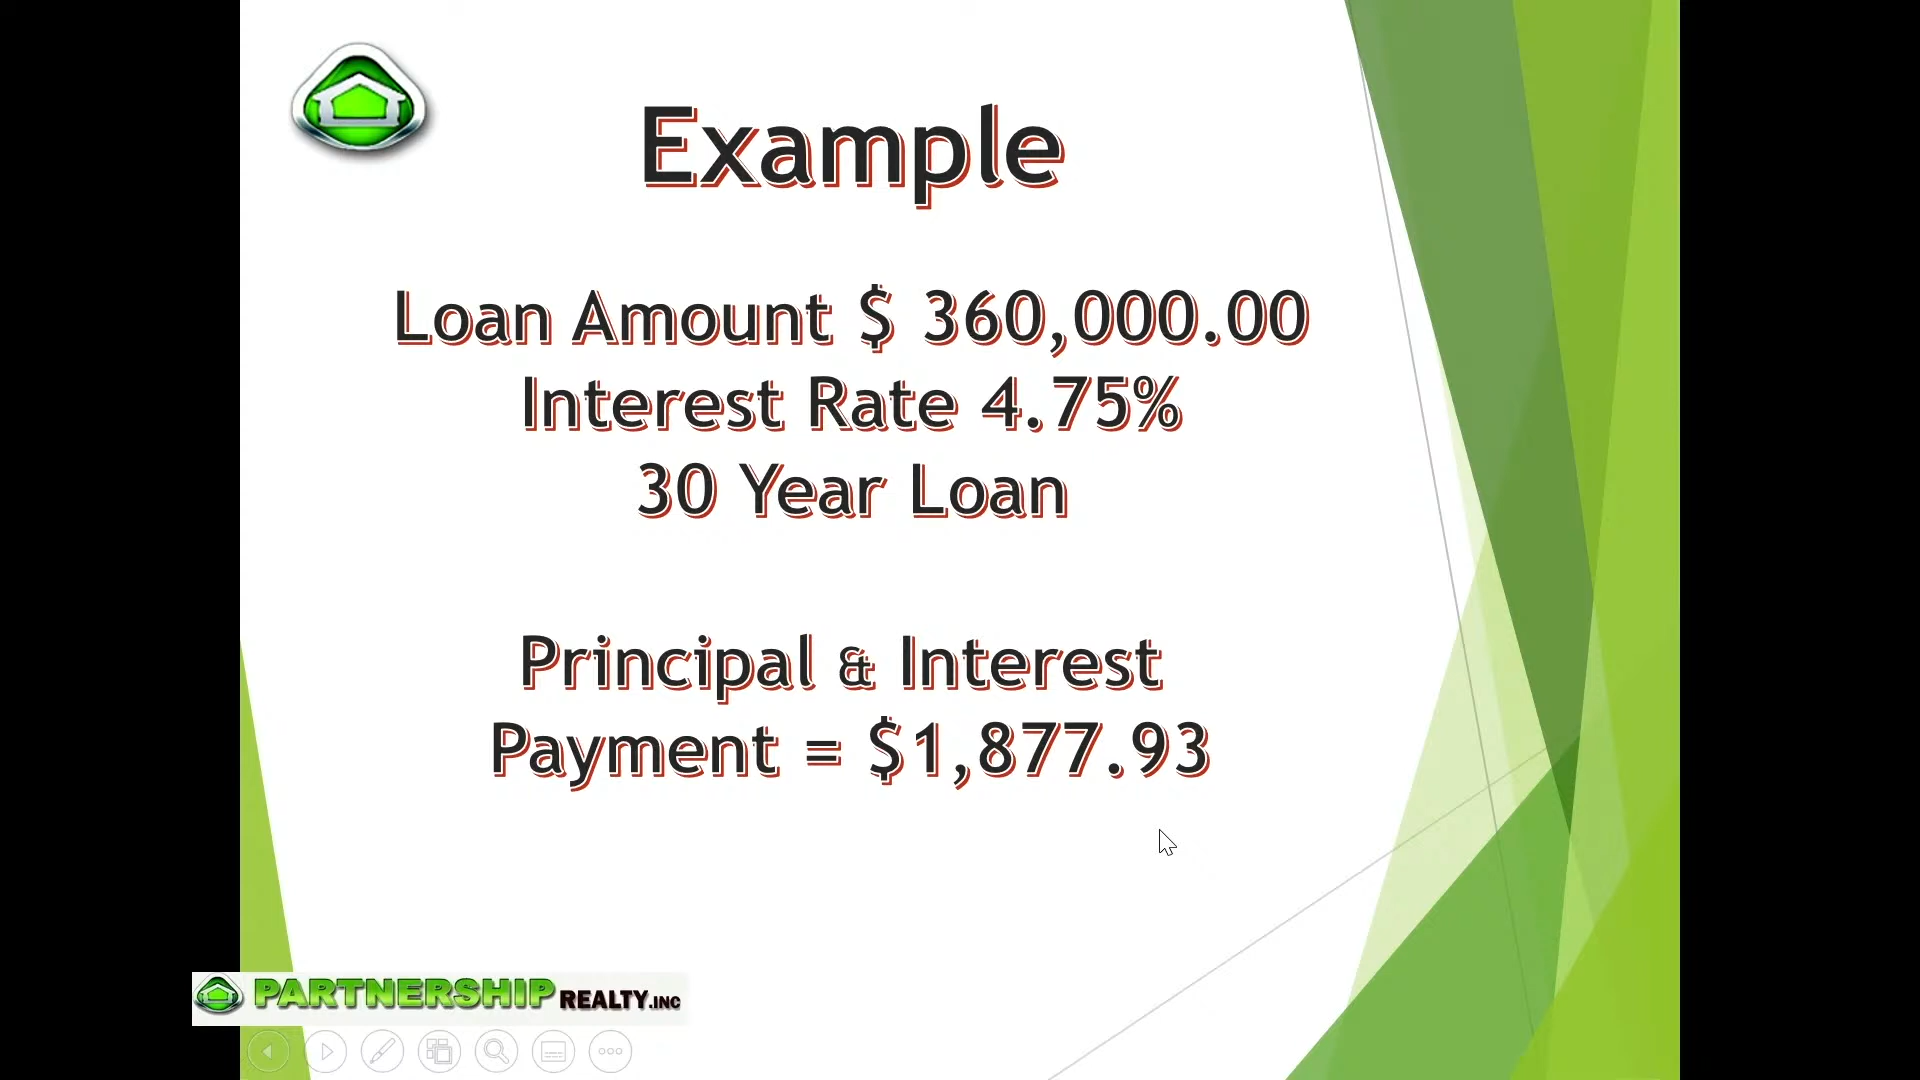 Example
Loan Amount $ 360,000.00
Interest Rate 4.75%
30 Year Loan
Principal & Interest
Payment = $1,877.93
PARTNERSHIP REALTY.INC